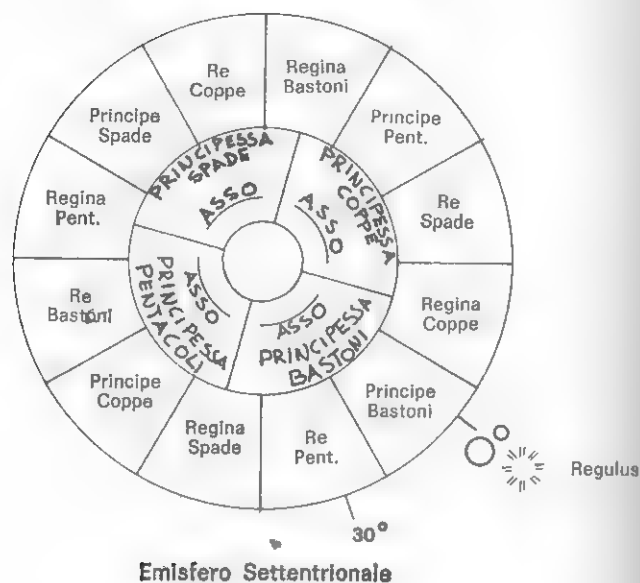 Re
Coppe
Regina
Bastoni
Principe
Pent.
Re
Spade
Regina
Coppe
Principe
Bastoni
Re
Pent.
Regina
Spade
Principe
Coppe
Re
Bastoni
Regina
Pent.
Principe
Spade
PRINCIPESSA
SPADE
ASSO
PRINCIPESSA
COPPE
ASSO
ASSO
PRINCIPESSA
BASTONI
ASSO
PRINCIPESSA
PENTACOLI
Regulus
30°
Emisfero Settentrionale